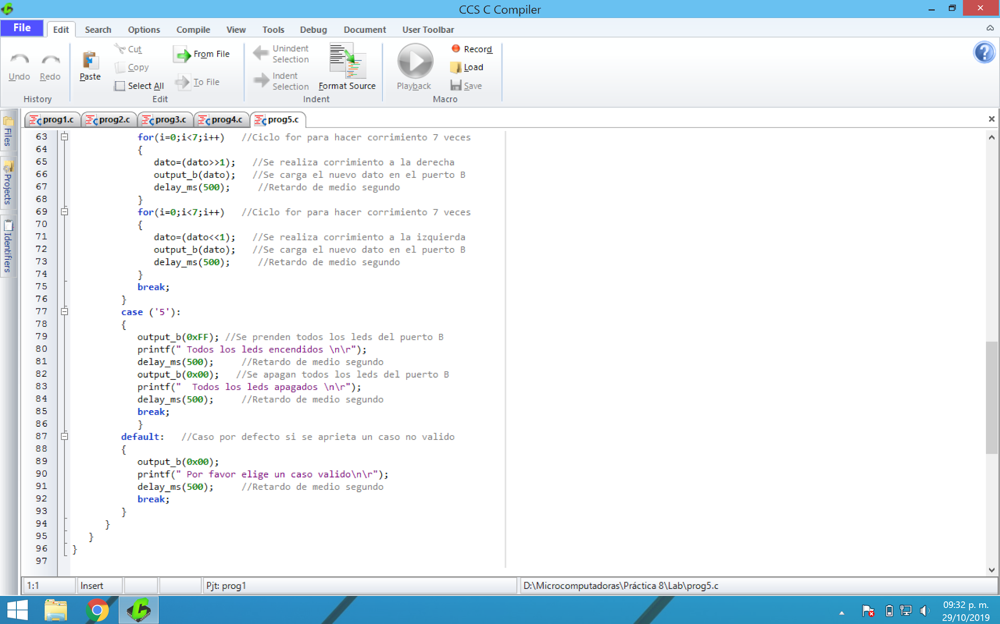 CCS C Compiler
File Edit Search Options Compile View Tools Debug Document User Toolbar
Undo Redo
History
Paste
Cut
Copy
Select All
From File
To File
Edit
Unindent
Selection
Indent
Selection
Format Source
Indent
Playback
Record
Load
Save
Macro
prog1.c prog2.c prog3.c prog4.c prog5.c
Files
Projects
Identifiers
63 for(i=0;i<7;i++) //Ciclo for para hacer corrimiento 7 veces
64 {
65 dato=(dato>>1); //Se realiza corrimiento a la derecha
66 output_b(dato); //Se carga el nuevo dato en el puerto B
67 delay_ms(500); //Retardo de medio segundo
68 }
69 for(i=0;i<7;i++) //Ciclo for para hacer corrimiento 7 veces
70 {
71 dato=(dato<<1); //Se realiza corrimiento a la izquierda
72 output_b(dato); //Se carga el nuevo dato en el puerto B
73 delay_ms(500); //Retardo de medio segundo
74 }
75 break;
76 }
77 case ('5'):
78 {
79 output_b(0xFF); //Se prenden todos los leds del puerto B
80 printf(" Todos los leds encendidos \n\r");
81 delay_ms(500); //Retardo de medio segundo
82 output_b(0x00); //Se apagan todos los leds del puerto B
83 printf("  Todos los leds apagados \n\r");
84 delay_ms(500); //Retardo de medio segundo
85 break;
86 }
87 default: //Caso por defecto si se aprieta un caso no valido
88 {
89 output_b(0x00);
90 printf(" Por favor elige un caso valido\n\r");
91 delay_ms(500); //Retardo de medio segundo
92 break;
93 }
94 }
95 }
96 }
97
1:1 Insert Pjt: prog1 D:\Microcomputadoras\Práctica 8\Lab\prog5.c
09:32 p. m.
29/10/2019